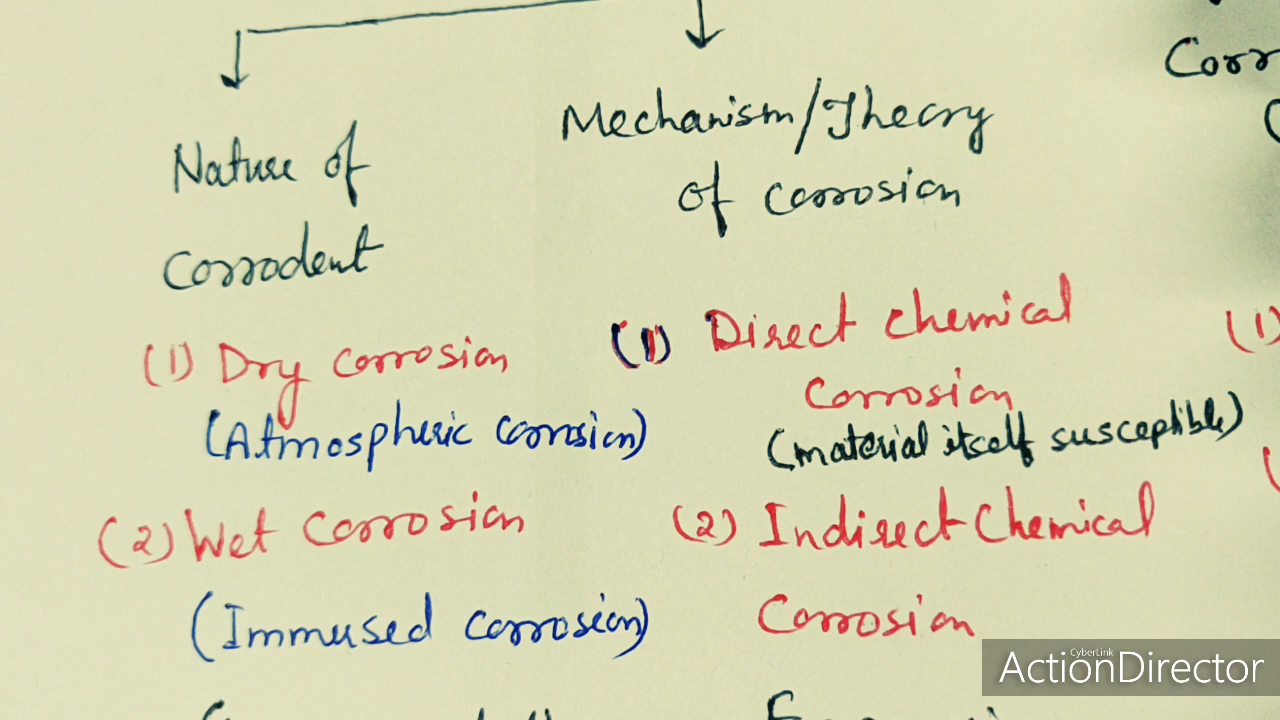 Nature of
Corrodent
(1) Dry corrosion
(Atmospheric corrosion)
(2) Wet Corrosion
(Immused corrosion)
Mechanism/Theory
of corrosion
(1) Direct chemical
Corrosion
(material itself susceptible)
(2) Indirect Chemical
Corrosion
Corr
(1)
CyberLink
ActionDirector